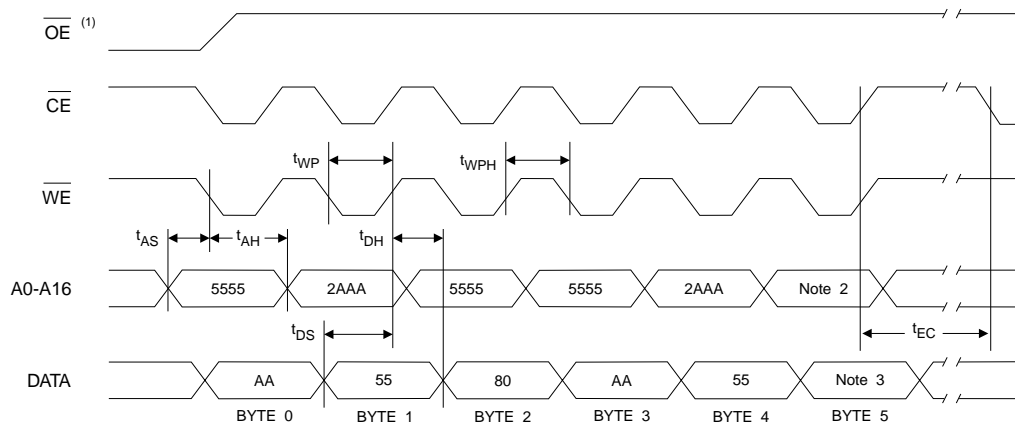 OE (1)
CE
tWP
tWPH
WE
tAS
tAH
tDH
A0-A16
5555
2AAA
5555
5555
2AAA
Note 2
tDS
tEC
DATA
AA
55
80
AA
55
Note 3
BYTE 0
BYTE 1
BYTE 2
BYTE 3
BYTE 4
BYTE 5